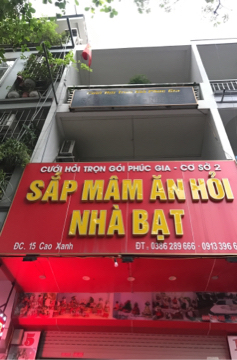 CƯỚI HỎI TRỌN GÓI PHÚC GIA - CƠ SỞ 2
SẮP MÂM ĂN HỎI
NHÀ BẠT
ĐC. 15 Cao Xanh
ĐT: 0386 289 666 - 0913 396